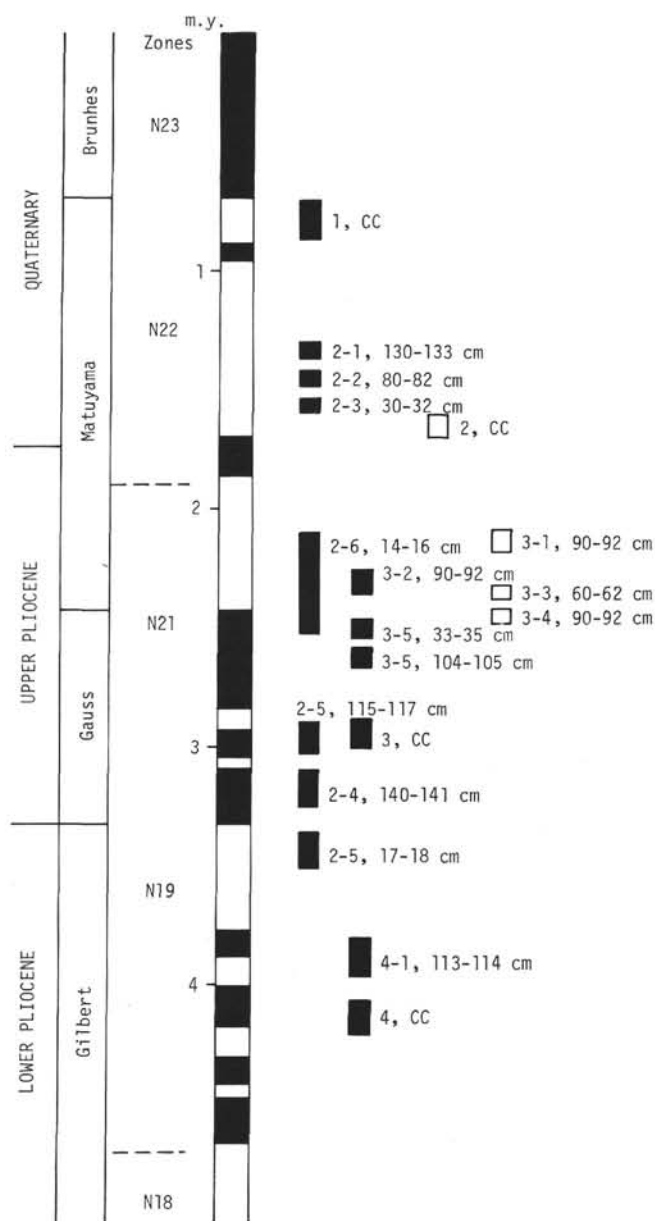 m.y.
Zones
Brunhes
N23
1, CC
QUATERNARY
1
N22
2-1, 130-133 cm
2-2, 80-82 cm
2-3, 30-32 cm
Matuyama
2, CC
2
2-6, 14-16 cm
3-1, 90-92 cm
3-2, 90-92 cm
3-3, 60-62 cm
3-4, 90-92 cm
UPPER PLIOCENE
N21
3-5, 33-35 cm
3-5, 104-105 cm
Gauss
2-5, 115-117 cm
3, CC
3
2-4, 140-141 cm
2-5, 17-18 cm
N19
4-1, 113-114 cm
4
4, CC
LOWER PLIOCENE
Gilbert
N18